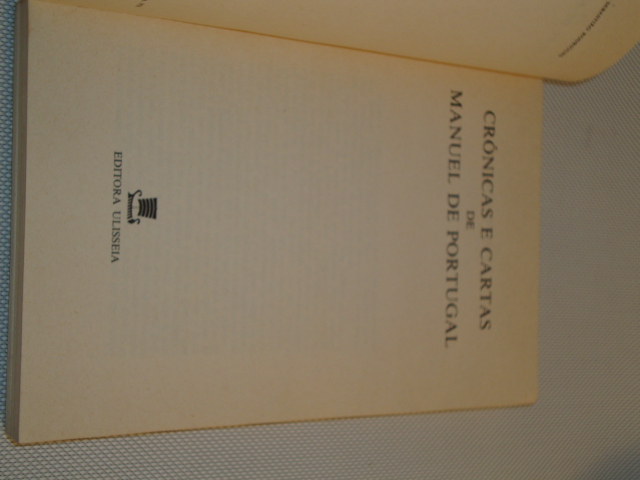 CRÓNICAS E CARTAS
DE
MANUEL DE PORTUGAL
EDITORA ULISSEIA